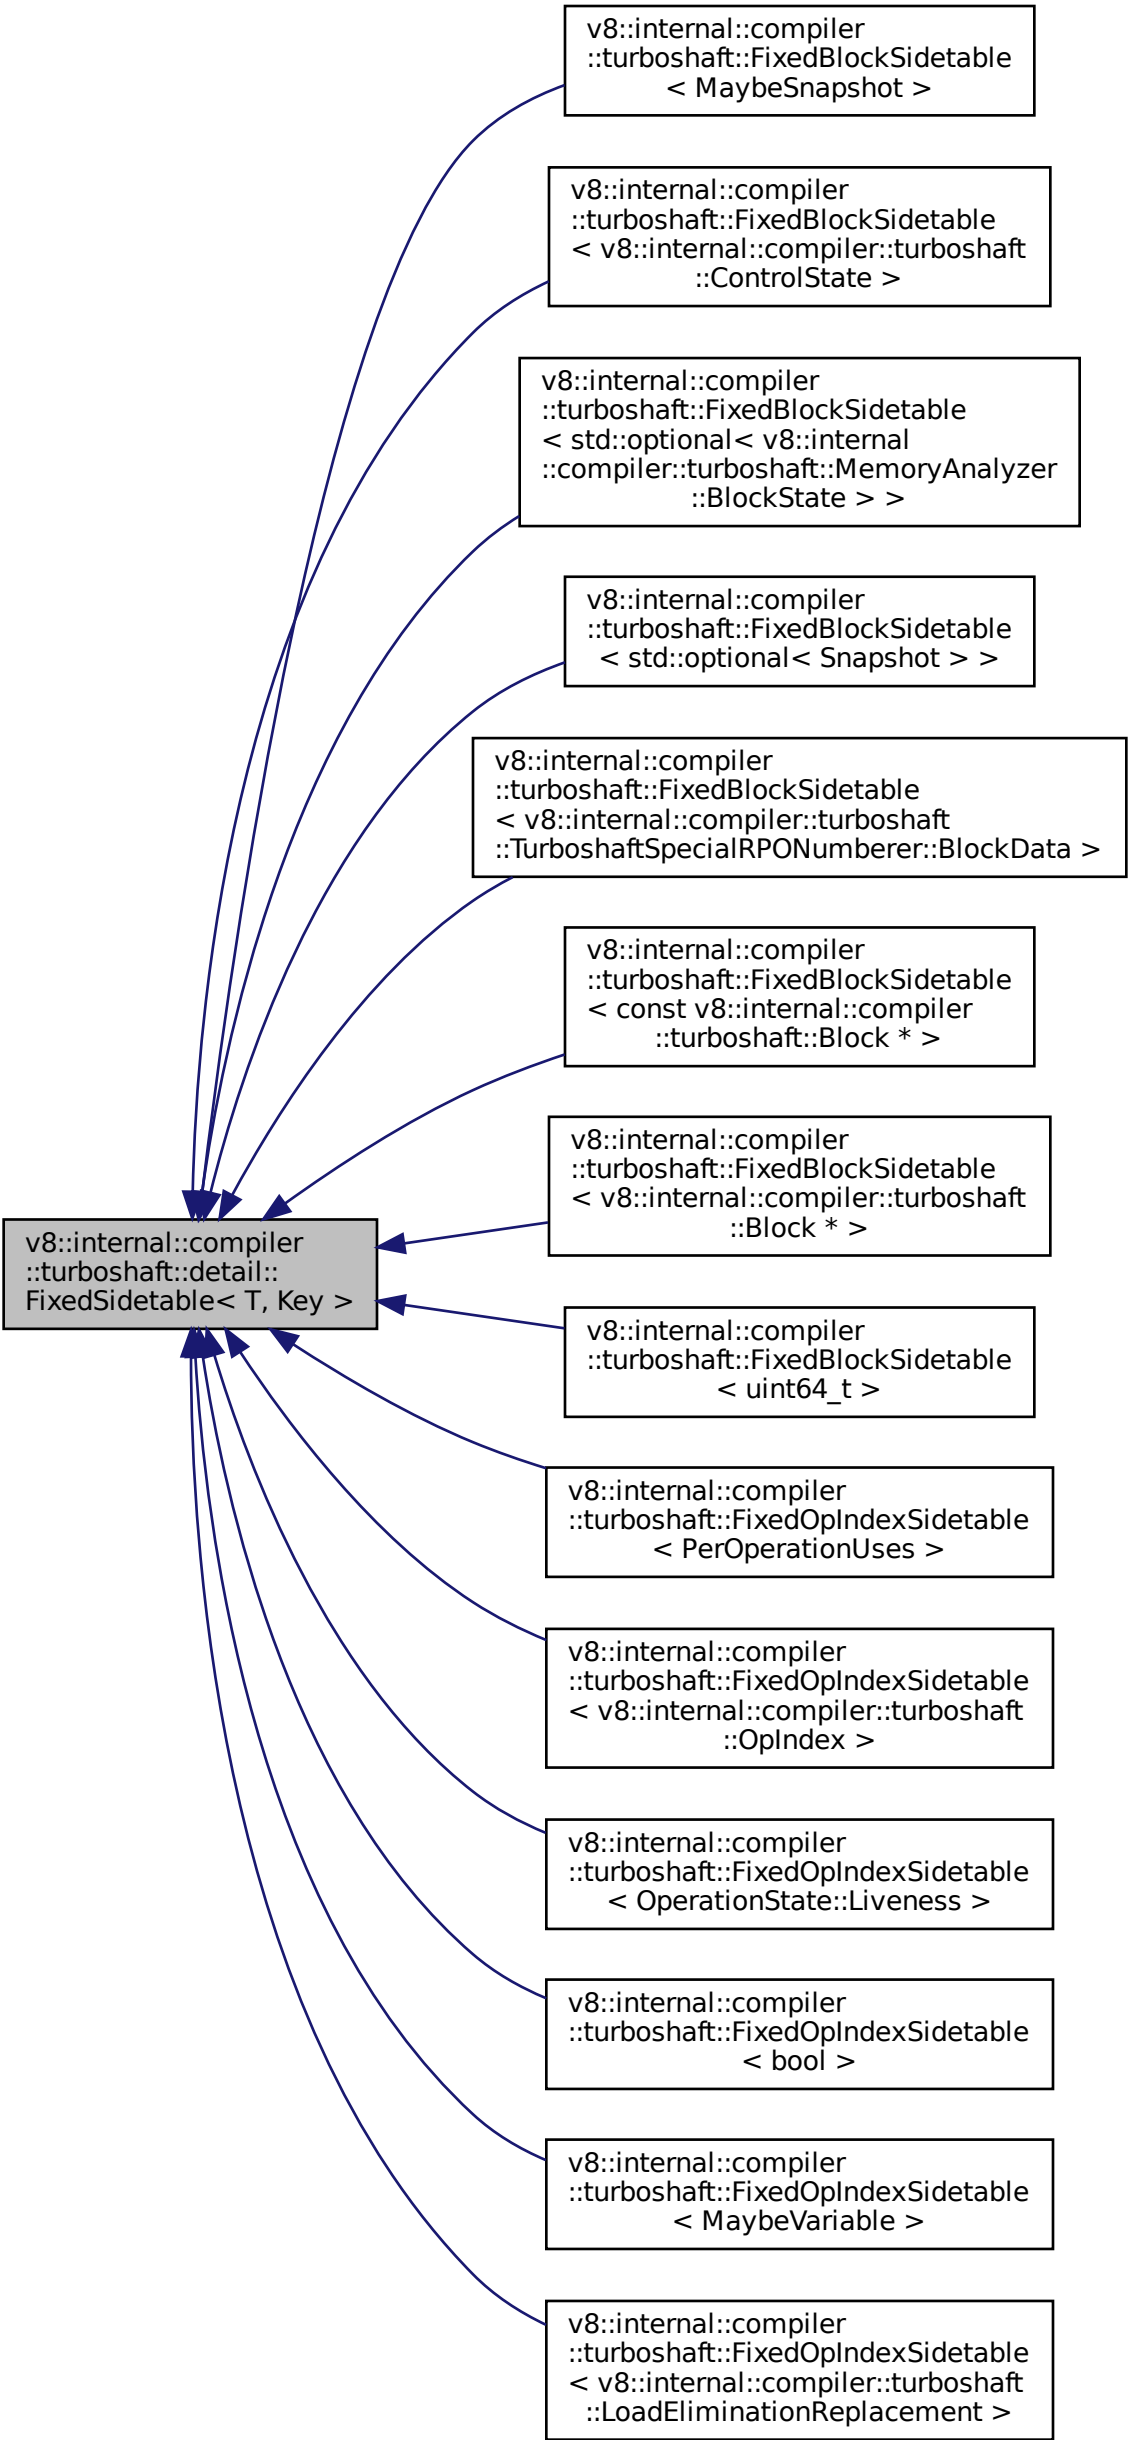 v8::internal::compiler
::turboshaft::FixedBlockSidetable
< MaybeSnapshot >
v8::internal::compiler
::turboshaft::FixedBlockSidetable
< v8::internal::compiler::turboshaft
::ControlState >
v8::internal::compiler
::turboshaft::FixedBlockSidetable
< std::optional< v8::internal
::compiler::turboshaft::MemoryAnalyzer
::BlockState > >
v8::internal::compiler
::turboshaft::FixedBlockSidetable
< std::optional< Snapshot > >
v8::internal::compiler
::turboshaft::FixedBlockSidetable
< v8::internal::compiler::turboshaft
::TurboshaftSpecialRPONumberer::BlockData >
v8::internal::compiler
::turboshaft::FixedBlockSidetable
< const v8::internal::compiler
::turboshaft::Block * >
v8::internal::compiler
::turboshaft::FixedBlockSidetable
< v8::internal::compiler::turboshaft
::Block * >
v8::internal::compiler
::turboshaft::detail::
FixedSidetable< T, Key >
v8::internal::compiler
::turboshaft::FixedBlockSidetable
< uint64_t >
v8::internal::compiler
::turboshaft::FixedOpIndexSidetable
< PerOperationUses >
v8::internal::compiler
::turboshaft::FixedOpIndexSidetable
< v8::internal::compiler::turboshaft
::OpIndex >
v8::internal::compiler
::turboshaft::FixedOpIndexSidetable
< OperationState::Liveness >
v8::internal::compiler
::turboshaft::FixedOpIndexSidetable
< bool >
v8::internal::compiler
::turboshaft::FixedOpIndexSidetable
< MaybeVariable >
v8::internal::compiler
::turboshaft::FixedOpIndexSidetable
< v8::internal::compiler::turboshaft
::LoadEliminationReplacement >